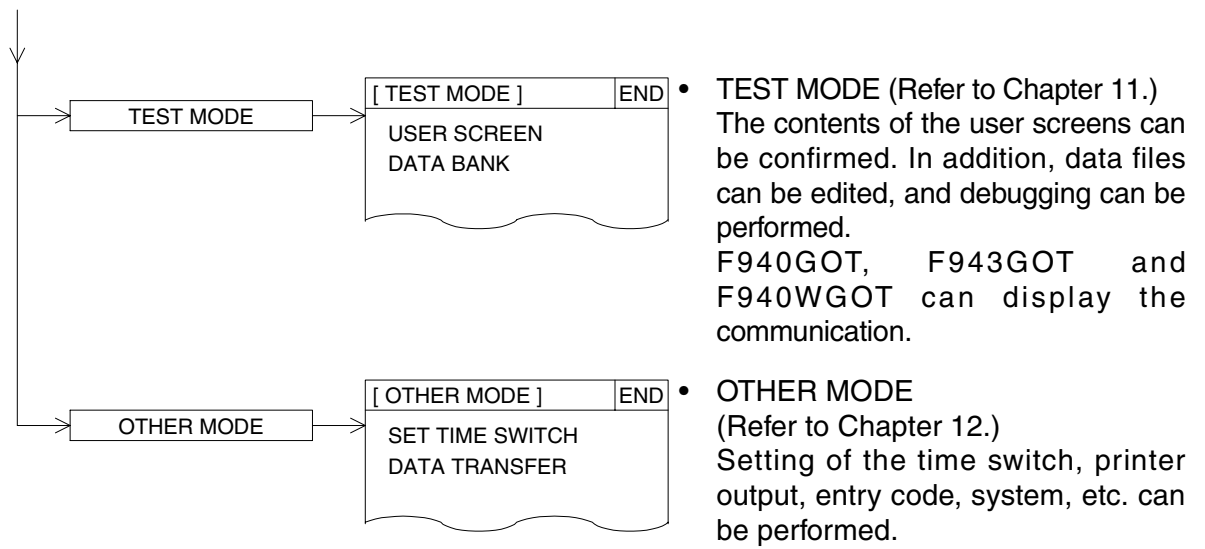 TEST MODE
[ TEST MODE ] END
USER SCREEN
DATA BANK
• TEST MODE (Refer to Chapter 11.)
The contents of the user screens can
be confirmed. In addition, data files
can be edited, and debugging can be
performed.
F940GOT, F943GOT and
F940WGOT can display the
communication.
OTHER MODE
[ OTHER MODE ] END
SET TIME SWITCH
DATA TRANSFER
• OTHER MODE
(Refer to Chapter 12.)
Setting of the time switch, printer
output, entry code, system, etc. can
be performed.